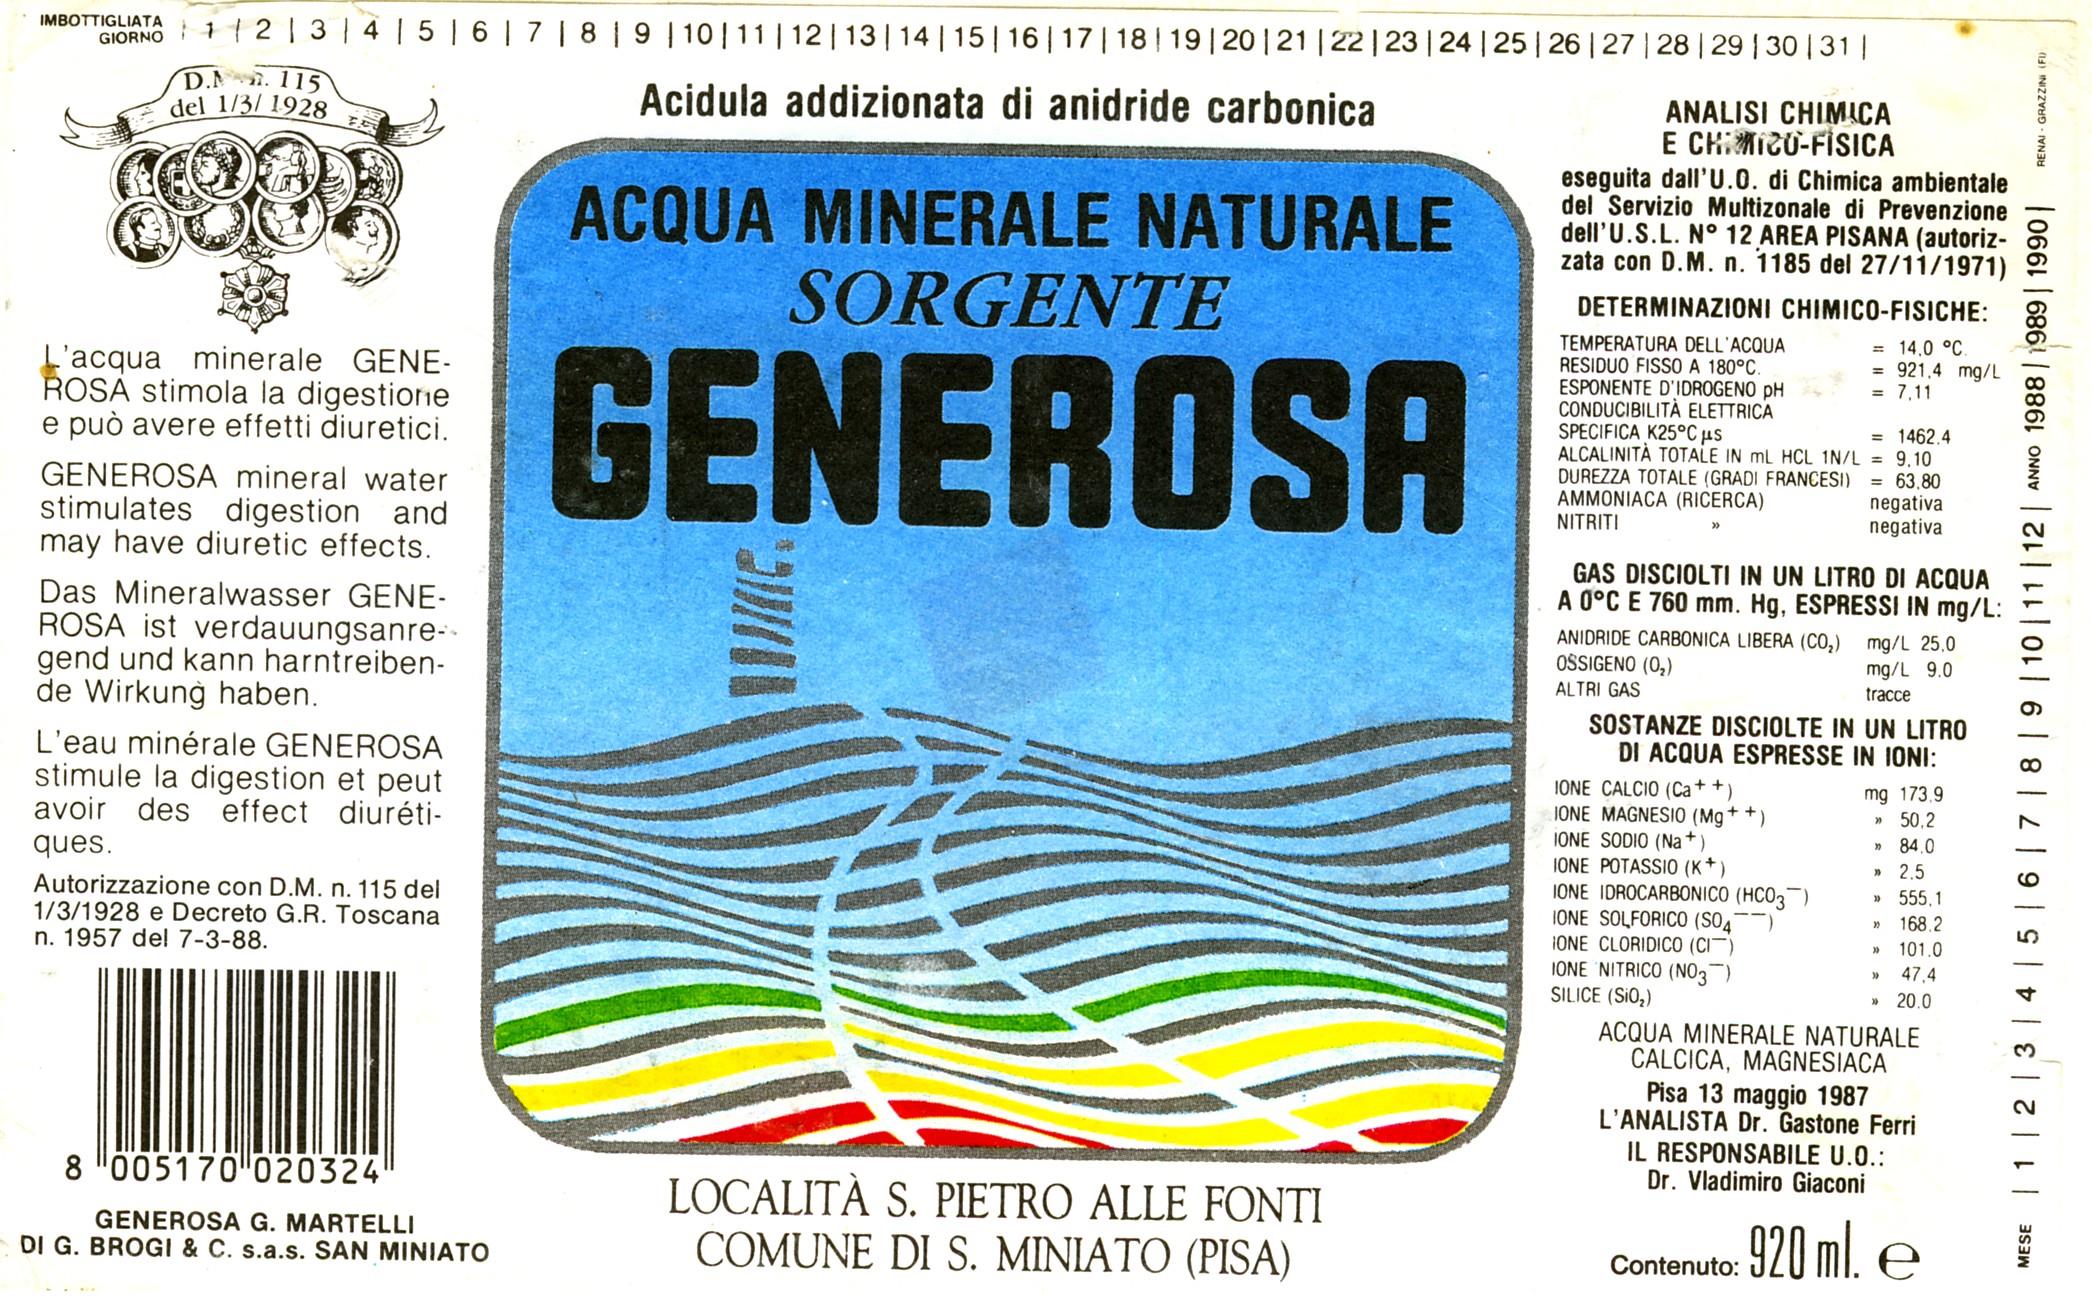 IMBOTTIGLIATA
GIORNO | 1 | 2 | 3 | 4 | 5 | 6 | 7 | 8 | 9 | 10 | 11 | 12 | 13 | 14 | 15 | 16 | 17 | 18 | 19 | 20 | 21 | 22 | 23 | 24 | 25 | 26 | 27 | 28 | 29 | 30 | 31 |
D.M. n. 115
del 1/3/1928
L'acqua minerale GENE-
ROSA stimola la digestione
e può avere effetti diuretici.
GENEROSA mineral water
stimulates digestion and
may have diuretic effects.
Das Mineralwasser GENE-
ROSA ist verdauungsanre-
gend und kann harntreiben-
de Wirkung haben.
L'eau minérale GENEROSA
stimule la digestion et peut
avoir des effect diuréti-
ques.
Autorizzazione con D.M. n. 115 del
1/3/1928 e Decreto G.R. Toscana
n. 1957 del 7-3-88.
8 005170 020324
GENEROSA G. MARTELLI
DI G. BROGI & C. s.a.s. SAN MINIATO
Acidula addizionata di anidride carbonica
ACQUA MINERALE NATURALE
SORGENTE
GENEROSA
LOCALITÀ S. PIETRO ALLE FONTI
COMUNE DI S. MINIATO (PISA)
ANALISI CHIMICA
E CHIMICO-FISICA
eseguita dall'U.O. di Chimica ambientale
del Servizio Multizonale di Prevenzione
dell'U.S.L. N° 12 AREA PISANA (autoriz-
zata con D.M. n. 1185 del 27/11/1971)
DETERMINAZIONI CHIMICO-FISICHE:
TEMPERATURA DELL'ACQUA = 14,0 °C.
RESIDUO FISSO A 180°C. = 921,4 mg/L
ESPONENTE D'IDROGENO pH = 7,11
CONDUCIBILITÀ ELETTRICA
SPECIFICA K25°C µs = 1462.4
ALCALINITÀ TOTALE IN mL HCL 1N/L = 9,10
DUREZZA TOTALE (GRADI FRANCESI) = 63,80
AMMONIACA (RICERCA) negativa
NITRITI » negativa
GAS DISCIOLTI IN UN LITRO DI ACQUA
A 0°C E 760 mm. Hg, ESPRESSI IN mg/L:
ANIDRIDE CARBONICA LIBERA (CO₂) mg/L 25,0
OSSIGENO (O₂) mg/L 9.0
ALTRI GAS tracce
SOSTANZE DISCIOLTE IN UN LITRO
DI ACQUA ESPRESSE IN IONI:
IONE CALCIO (Ca++) mg 173,9
IONE MAGNESIO (Mg++) » 50,2
IONE SODIO (Na+) » 84,0
IONE POTASSIO (K+) » 2.5
IONE IDROCARBONICO (HCO₃⁻) » 555,1
IONE SOLFORICO (SO₄⁻⁻) » 168.2
IONE CLORIDICO (Cl⁻) » 101.0
IONE NITRICO (NO₃⁻) » 47,4
SILICE (SiO₂) » 20.0
ACQUA MINERALE NATURALE
CALCICA, MAGNESIACA
Pisa 13 maggio 1987
L'ANALISTA Dr. Gastone Ferri
IL RESPONSABILE U.O.:
Dr. Vladimiro Giaconi
Contenuto: 920 ml. e
MESE | 1 | 2 | 3 | 4 | 5 | 6 | 7 | 8 | 9 | 10 | 11 | 12 | ANNO 1988 | 1989 | 1990 |
RENAI - GRAZZINI (FI)